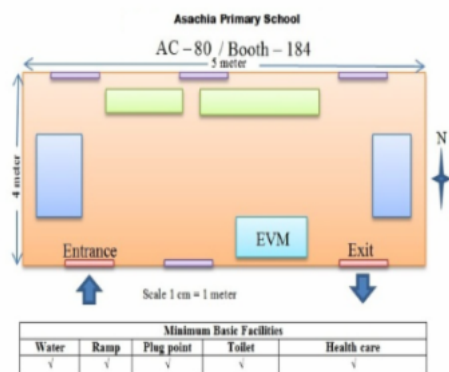 Asachia Primary School
AC – 80 / Booth – 184
5 meter
4 meter
N
Entrance
EVM
Exit
Scale 1 cm = 1 meter
Minimum Basic Facilities
Water Ramp Plug point Toilet Health care
√ √ √ √ √